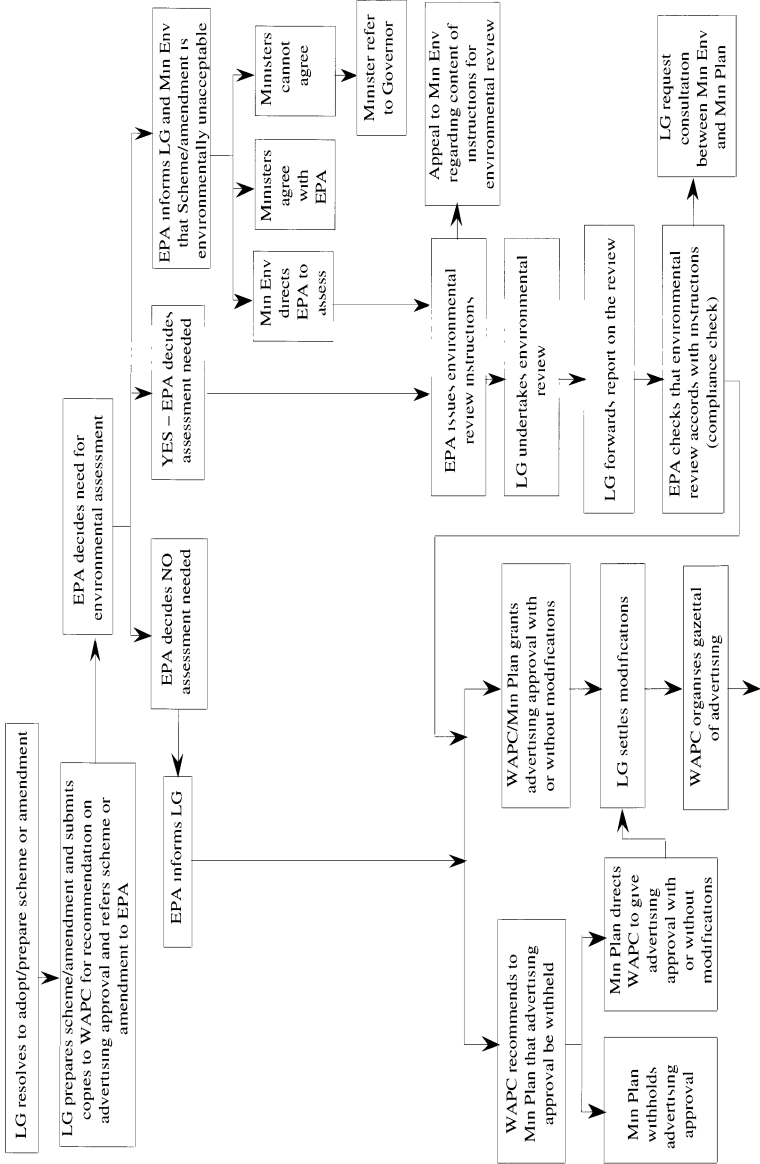 LG resolves to adopt/prepare scheme or amendment
LG prepares scheme/amendment and submits
copies to WAPC for recommendation on
advertising approval and refers scheme or
amendment to EPA
EPA decides need for
environmental assessment
EPA decides NO
assessment needed
YES – EPA decides
assessment needed
EPA informs LG and Min Env
that Scheme/amendment is
environmentally unacceptable
EPA informs LG
Min Env
directs
EPA to
assess
Ministers
agree
with
EPA
Ministers
cannot
agree
Minister refer
to Governor
EPA issues environmental
review instructions
Appeal to Min Env
regarding content of
instructions for
environmental review
LG undertakes environmental
review
LG forwards report on the review
EPA checks that environmental
review accords with instructions
(compliance check)
LG request
consultation
between Min Env
and Min Plan
WAPC recommends to
Min Plan that advertising
approval be withheld
WAPC/Min Plan grants
advertising approval with
or without modifications
LG settles modifications
WAPC organises gazettal
of advertising
Min Plan
withholds
advertising
approval
Min Plan directs
WAPC to give
advertising
approval with
or without
modifications